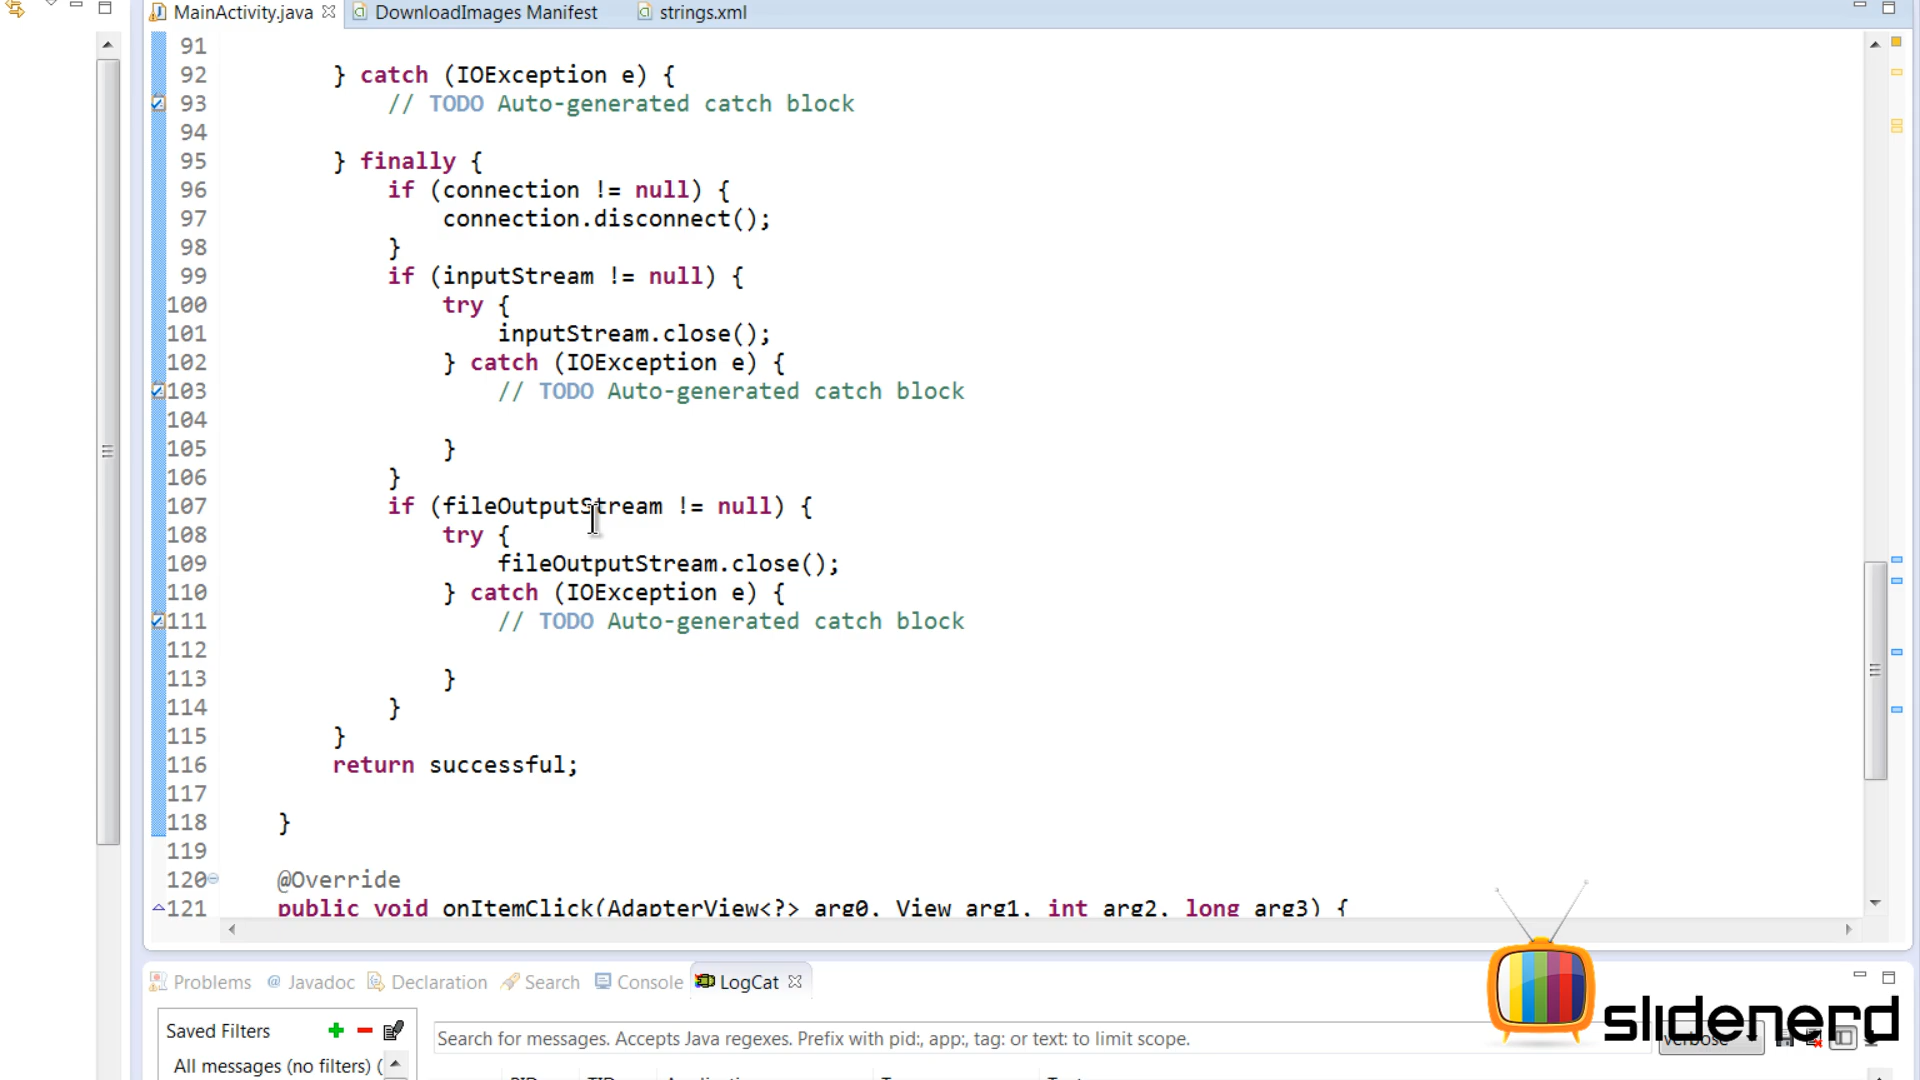 MainActivity.java DownloadImages Manifest strings.xml
91
92 } catch (IOException e) {
93 // TODO Auto-generated catch block
94
95 } finally {
96 if (connection != null) {
97 connection.disconnect();
98 }
99 if (inputStream != null) {
100 try {
101 inputStream.close();
102 } catch (IOException e) {
103 // TODO Auto-generated catch block
104
105 }
106 }
107 if (fileOutputStream != null) {
108 try {
109 fileOutputStream.close();
110 } catch (IOException e) {
111 // TODO Auto-generated catch block
112
113 }
114 }
115 }
116 return successful;
117
118 }
119
120 @Override
121 public void onItemClick(AdapterView<?> arg0, View arg1, int arg2, long arg3) {
Problems @ Javadoc Declaration Search Console LogCat
Saved Filters
Search for messages. Accepts Java regexes. Prefix with pid:, app:, tag: or text: to limit scope.
verbose
slidenerd
All messages (no filters) (